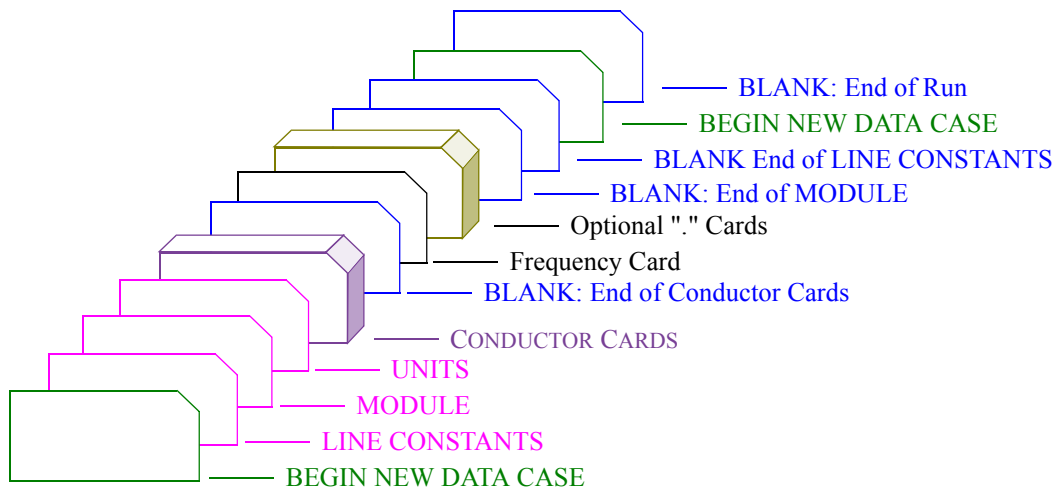 BLANK: End of Run
BEGIN NEW DATA CASE
BLANK End of LINE CONSTANTS
BLANK: End of MODULE
Optional "." Cards
Frequency Card
BLANK: End of Conductor Cards
CONDUCTOR CARDS
UNITS
MODULE
LINE CONSTANTS
BEGIN NEW DATA CASE